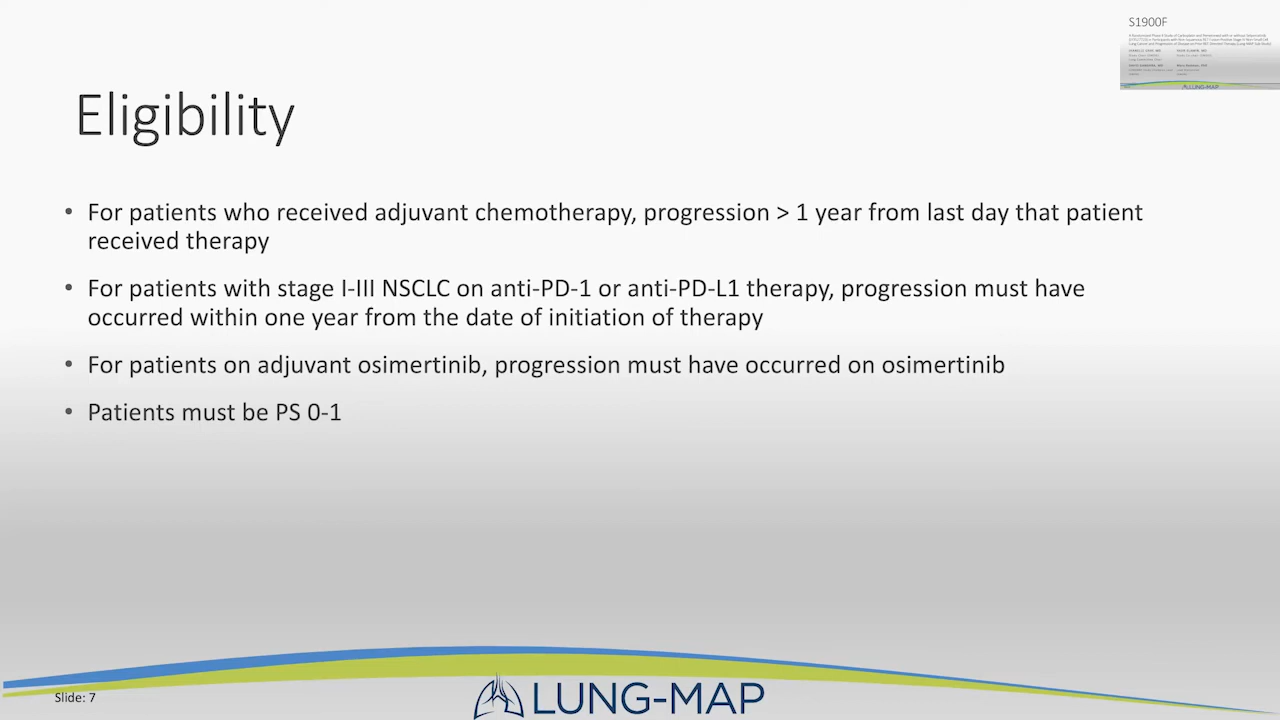 S1900F
Eligibility
• For patients who received adjuvant chemotherapy, progression > 1 year from last day that patient
received therapy
• For patients with stage I-III NSCLC on anti-PD-1 or anti-PD-L1 therapy, progression must have
occurred within one year from the date of initiation of therapy
• For patients on adjuvant osimertinib, progression must have occurred on osimertinib
• Patients must be PS 0-1
Slide: 7
LUNG-MAP
LUNG-MAP